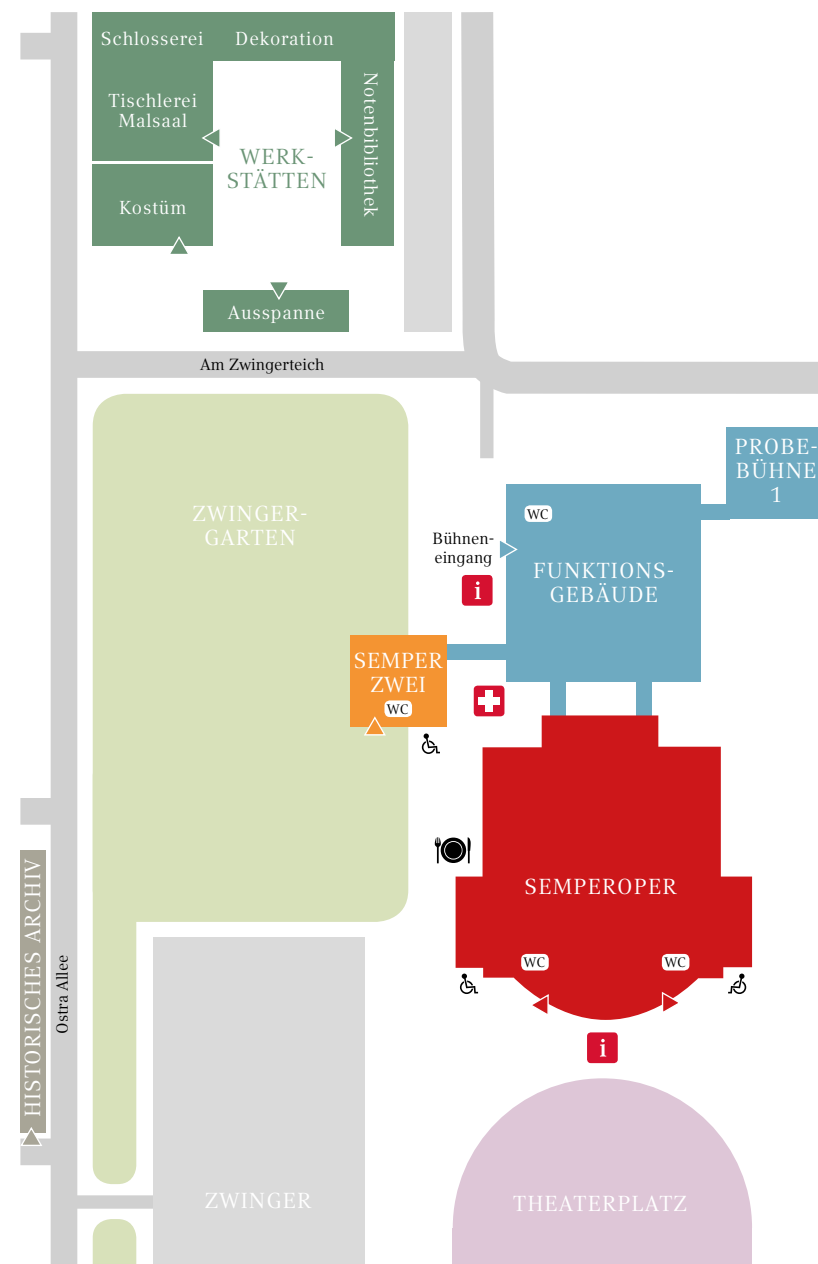 Schlosserei
Dekoration
Tischlerei
Malsaal
Notenbibliothek
WERK-
STÄTTEN
Kostüm
Ausspanne
Am Zwingerteich
PROBE-
BÜHNE
1
ZWINGER-
GARTEN
WC
Bühnen-
eingang
i
FUNKTIONS-
GEBÄUDE
SEMPER
ZWEI
WC
SEMPEROPER
HISTORISCHES ARCHIV
Ostra Allee
WC
WC
i
ZWINGER
THEATERPLATZ